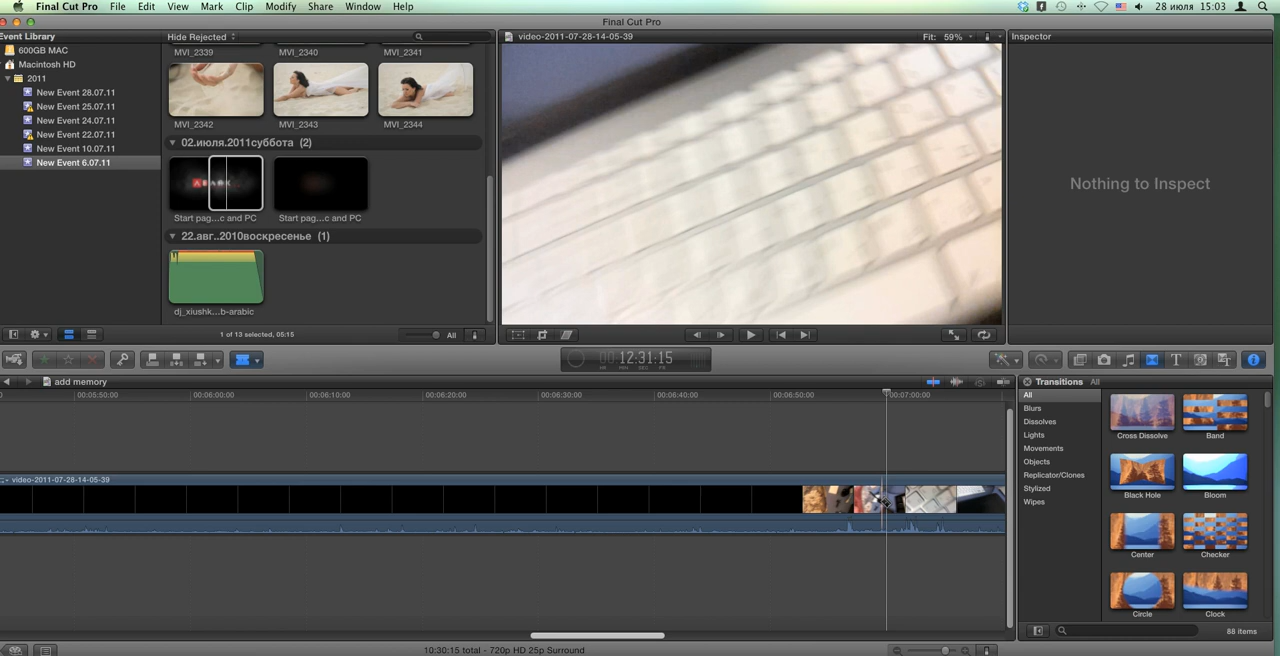 Final Cut Pro File Edit View Mark Clip Modify Share Window Help 28 июля 15:03
Final Cut Pro
Event Library
600GB MAC
Macintosh HD
2011
New Event 28.07.11
New Event 25.07.11
New Event 24.07.11
New Event 22.07.11
New Event 10.07.11
New Event 6.07.11
Hide Rejected
MVI_2339 MVI_2340 MVI_2341
MVI_2342 MVI_2343 MVI_2344
02.июля.2011суббота (2)
Start pag...c and PC Start pag...c and PC
22.авг..2010воскресенье (1)
dj_xiushk...b-arabic
1 of 13 selected, 05:15
All
video-2011-07-28-14-05-39
Fit: 59%
Inspector
Nothing to Inspect
12:31:15
HR MIN SEC FR
add memory
00:05:50:00 00:06:00:00 00:06:10:00 00:06:20:00 00:06:30:00 00:06:40:00 00:06:50:00 00:07:00:00
video-2011-07-28-14-05-39
10:30:15 total - 720p HD 25p Surround
Transitions All
All
Blurs
Dissolves
Lights
Movements
Objects
Replicator/Clones
Stylized
Wipes
Cross Dissolve Band
Black Hole Bloom
Center Checker
Circle Clock
88 items